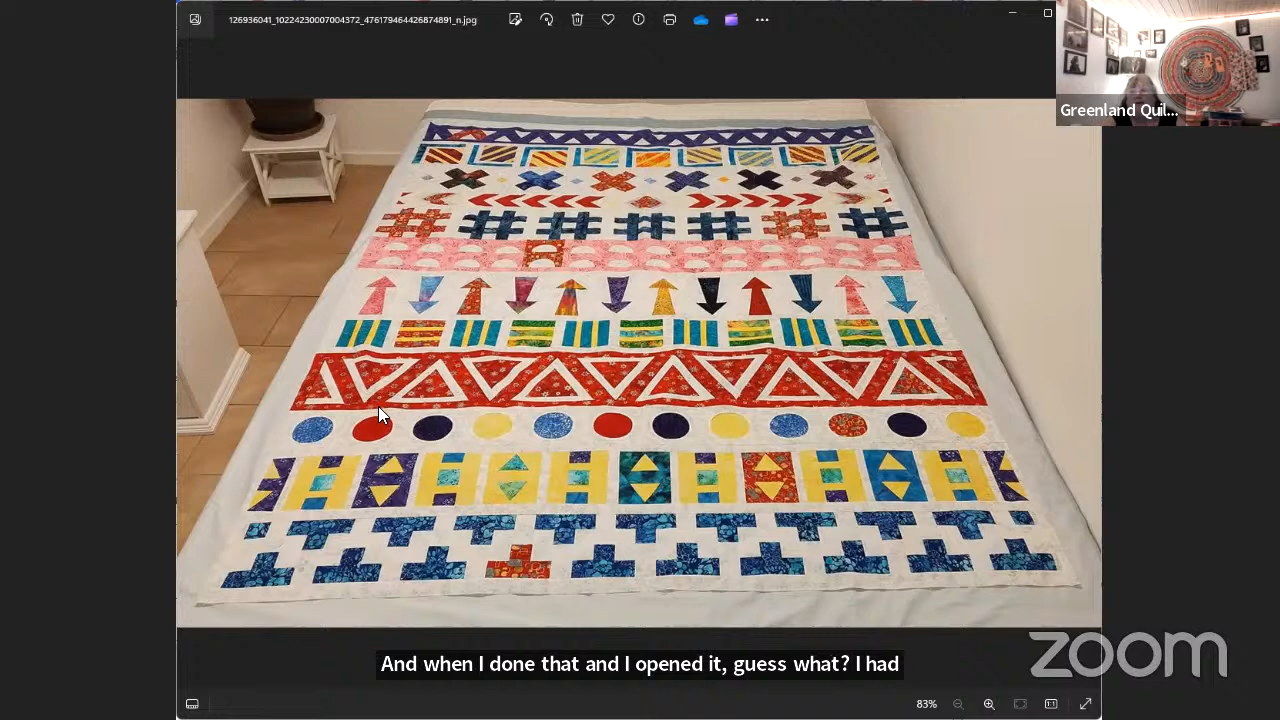 126936041_10224230007004372_476179464426874891_n.jpg
Greenland Quil...
And when I done that and I opened it, guess what? I had
zoom
83%